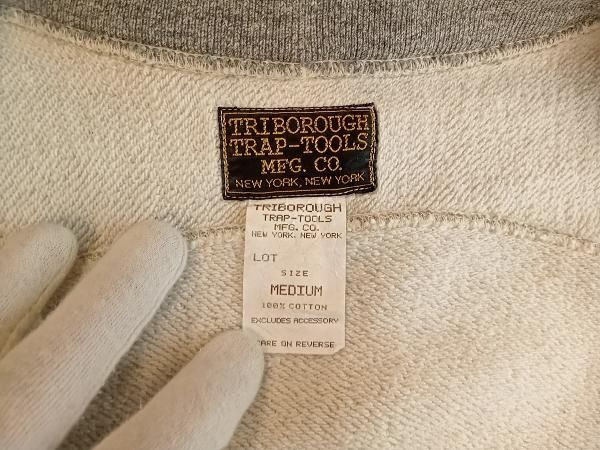 TRIBOROUGH
TRAP-TOOLS
MFG. CO.
NEW YORK, NEW YORK
TRIBOROUGH
TRAP-TOOLS
MFG. CO.
NEW YORK. NEW YORK
LOT
SIZE
MEDIUM
100% COTTON
EXCLUDES ACCESSORY
CARE ON REVERSE